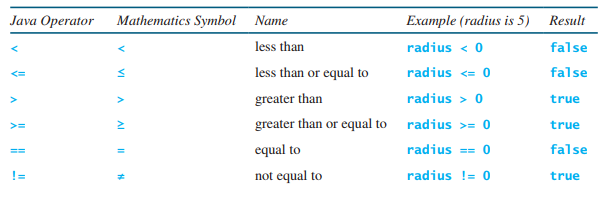 Java Operator Mathematics Symbol Name Example (radius is 5) Result
< < less than radius < 0 false
<= ≤ less than or equal to radius <= 0 false
> > greater than radius > 0 true
>= ≥ greater than or equal to radius >= 0 true
== = equal to radius == 0 false
!= ≠ not equal to radius != 0 true